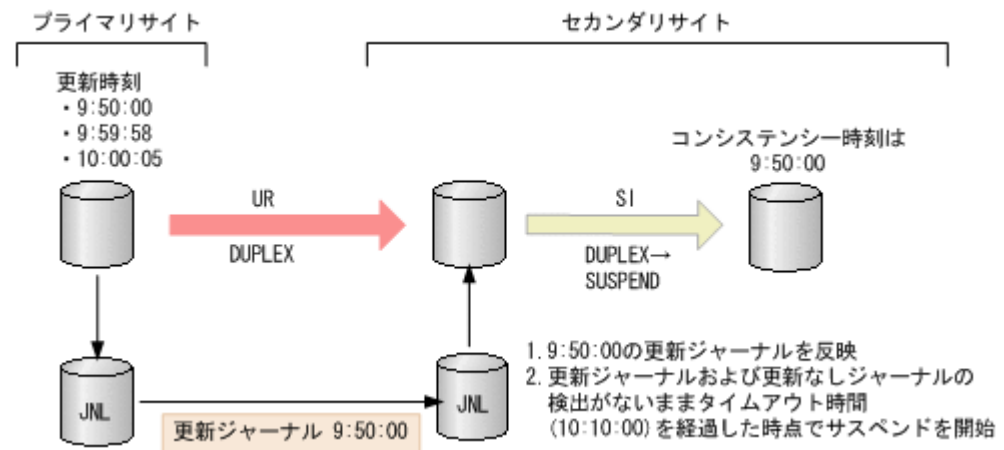 プライマリサイト
セカンダリサイト
更新時刻
・9:50:00
・9:59:58
・10:00:05
コンシステンシー時刻は
9:50:00
UR
DUPLEX
SI
DUPLEX→
SUSPEND
JNL
更新ジャーナル 9:50:00
JNL
1.9:50:00の更新ジャーナルを反映
2.更新ジャーナルおよび更新なしジャーナルの
検出がないままタイムアウト時間
(10:10:00)を経過した時点でサスペンドを開始